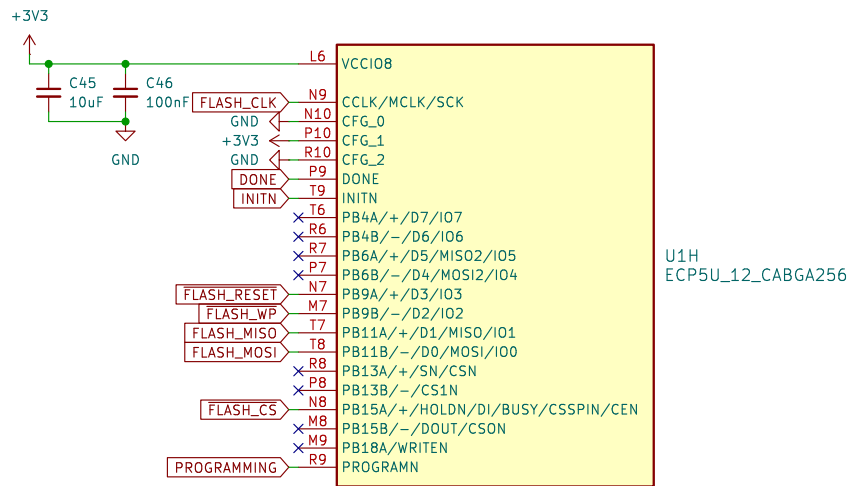 +3V3
L6 VCCIO8
C45 C46
10uF 100nF
FLASH_CLK N9 CCLK/MCLK/SCK
GND N10 CFG_0
+3V3 P10 CFG_1
GND R10 CFG_2
GND
DONE P9 DONE
INITN T9 INITN
T6 PB4A/+/D7/IO7
R6 PB4B/-/D6/IO6
R7 PB6A/+/D5/MISO2/IO5
U1H
P7 PB6B/-/D4/MOSI2/IO4
ECP5U_12_CABGA256
FLASH_RESET N7 PB9A/+/D3/IO3
FLASH_WP M7 PB9B/-/D2/IO2
FLASH_MISO T7 PB11A/+/D1/MISO/IO1
FLASH_MOSI T8 PB11B/-/D0/MOSI/IO0
R8 PB13A/+/SN/CSN
P8 PB13B/-/CS1N
FLASH_CS N8 PB15A/+/HOLDN/DI/BUSY/CSSPIN/CEN
M8 PB15B/-/DOUT/CSON
M9 PB18A/WRITEN
PROGRAMMING R9 PROGRAMN